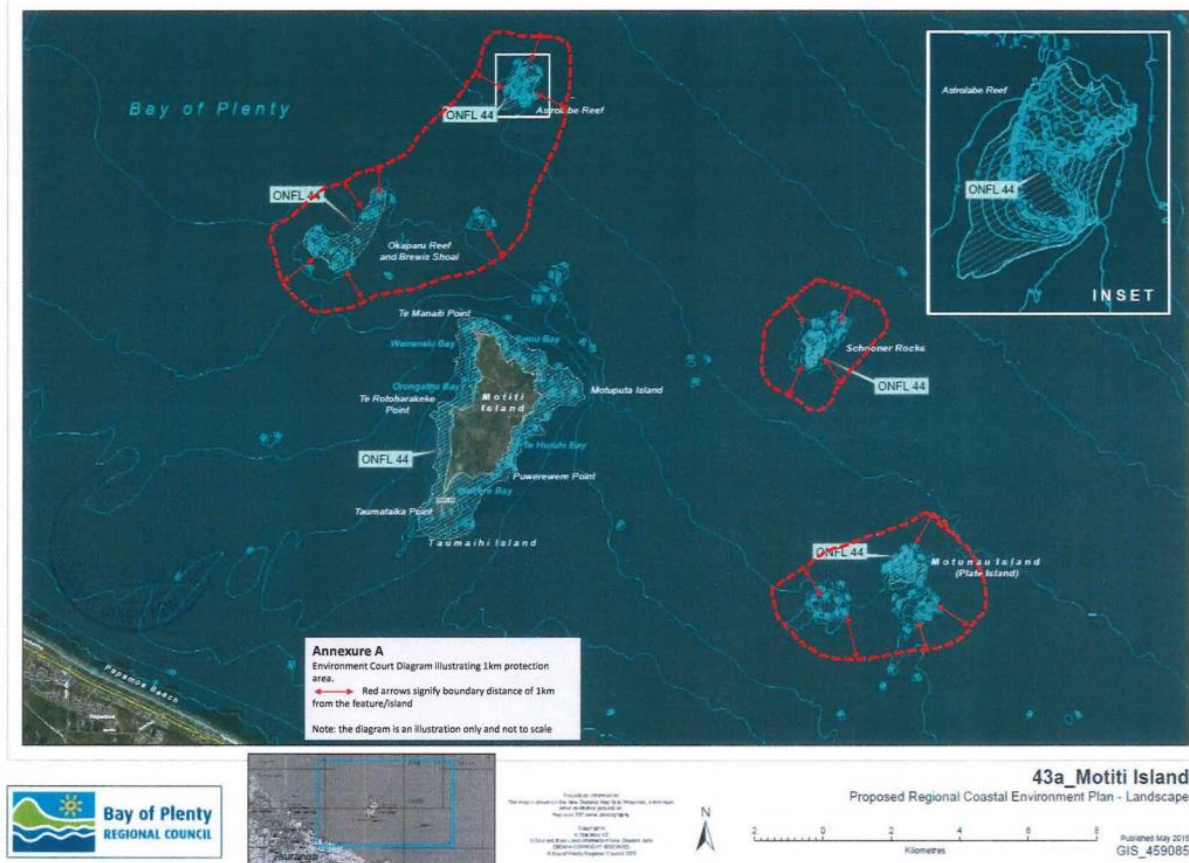 Bay of Plenty
ONFL 44
Astrolabe Reef
ONFL 44
Okaparu Reef
and Brewis Shoal
Astrolabe Reef
ONFL 44
INSET
Te Manaiti Point
Wairanaki Bay
Orongatea Bay
Te Rotoharakeke
Point
Motiti
Island
Motuputa Island
Te Huruhi Bay
ONFL 44
Puwerewere Point
Taumataika Point
Taumaihi Island
Schooner Rocks
ONFL 44
ONFL 44
Motunau Island
(Plate Island)
Papamoa Beach
Papamoa
Annexure A
Environment Court Diagram illustrating 1km protection
area.
Red arrows signify boundary distance of 1km
from the feature/island
Note: the diagram is an illustration only and not to scale
Bay of Plenty
REGIONAL COUNCIL
Tauranga
N
2 0 2 4 6 8
Kilometres
43a_Motiti Island
Proposed Regional Coastal Environment Plan - Landscape
Published May 2015
GIS_459085